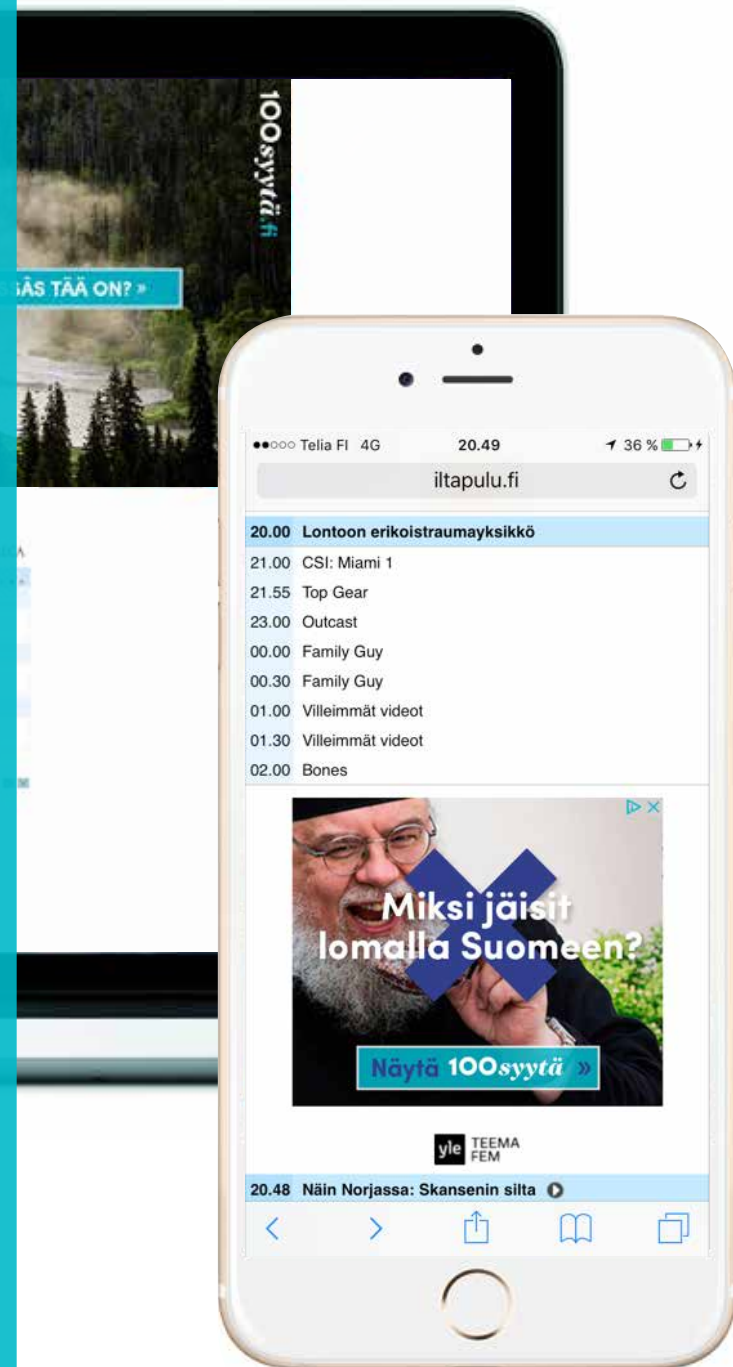 100syytä.fi
TÄÄ ON? »
Telia FI 4G 20.49 36 %
iltapulu.fi
20.00 Lontoon erikoistraumayksikkö
21.00 CSI: Miami 1
21.55 Top Gear
23.00 Outcast
00.00 Family Guy
00.30 Family Guy
01.00 Villeimmät videot
01.30 Villeimmät videot
02.00 Bones
Miksi jäisit
lomalla Suomeen?
Näytä 100syytä »
yle TEEMA
FEM
20.48 Näin Norjassa: Skansenin silta